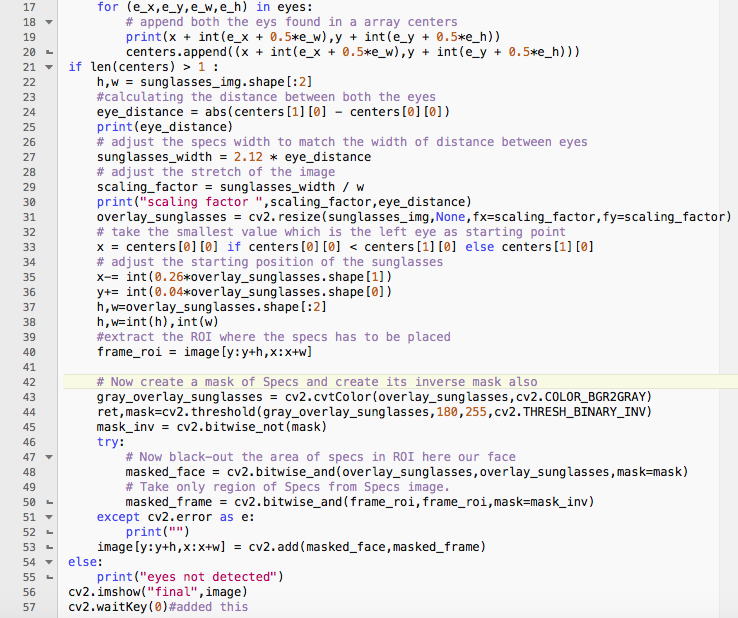 17 for (e_x,e_y,e_w,e_h) in eyes:
18 # append both the eys found in a array centers
19 print(x + int(e_x + 0.5*e_w),y + int(e_y + 0.5*e_h))
20 centers.append((x + int(e_x + 0.5*e_w),y + int(e_y + 0.5*e_h)))
21 if len(centers) > 1 :
22 h,w = sunglasses_img.shape[:2]
23 #calculating the distance between both the eyes
24 eye_distance = abs(centers[1][0] - centers[0][0])
25 print(eye_distance)
26 # adjust the specs width to match the width of distance between eyes
27 sunglasses_width = 2.12 * eye_distance
28 # adjust the stretch of the image
29 scaling_factor = sunglasses_width / w
30 print("scaling factor ",scaling_factor,eye_distance)
31 overlay_sunglasses = cv2.resize(sunglasses_img,None,fx=scaling_factor,fy=scaling_factor)
32 # take the smallest value which is the left eye as starting point
33 x = centers[0][0] if centers[0][0] < centers[1][0] else centers[1][0]
34 # adjust the starting position of the sunglasses
35 x-= int(0.26*overlay_sunglasses.shape[1])
36 y+= int(0.04*overlay_sunglasses.shape[0])
37 h,w=overlay_sunglasses.shape[:2]
38 h,w=int(h),int(w)
39 #extract the ROI where the specs has to be placed
40 frame_roi = image[y:y+h,x:x+w]
41
42 # Now create a mask of Specs and create its inverse mask also
43 gray_overlay_sunglasses = cv2.cvtColor(overlay_sunglasses,cv2.COLOR_BGR2GRAY)
44 ret,mask=cv2.threshold(gray_overlay_sunglasses,180,255,cv2.THRESH_BINARY_INV)
45 mask_inv = cv2.bitwise_not(mask)
46 try:
47 # Now black-out the area of specs in ROI here our face
48 masked_face = cv2.bitwise_and(overlay_sunglasses,overlay_sunglasses,mask=mask)
49 # Take only region of Specs from Specs image.
50 masked_frame = cv2.bitwise_and(frame_roi,frame_roi,mask=mask_inv)
51 except cv2.error as e:
52 print("")
53 image[y:y+h,x:x+w] = cv2.add(masked_face,masked_frame)
54 else:
55 print("eyes not detected")
56 cv2.imshow("final",image)
57 cv2.waitKey(0)#added this